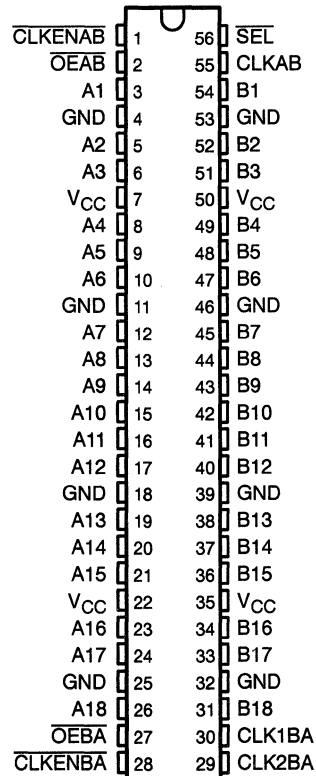 CLKENAB 1 56 SEL
OEAB 2 55 CLKAB
A1 3 54 B1
GND 4 53 GND
A2 5 52 B2
A3 6 51 B3
VCC 7 50 VCC
A4 8 49 B4
A5 9 48 B5
A6 10 47 B6
GND 11 46 GND
A7 12 45 B7
A8 13 44 B8
A9 14 43 B9
A10 15 42 B10
A11 16 41 B11
A12 17 40 B12
GND 18 39 GND
A13 19 38 B13
A14 20 37 B14
A15 21 36 B15
VCC 22 35 VCC
A16 23 34 B16
A17 24 33 B17
GND 25 32 GND
A18 26 31 B18
OEBA 27 30 CLK1BA
CLKENBA 28 29 CLK2BA